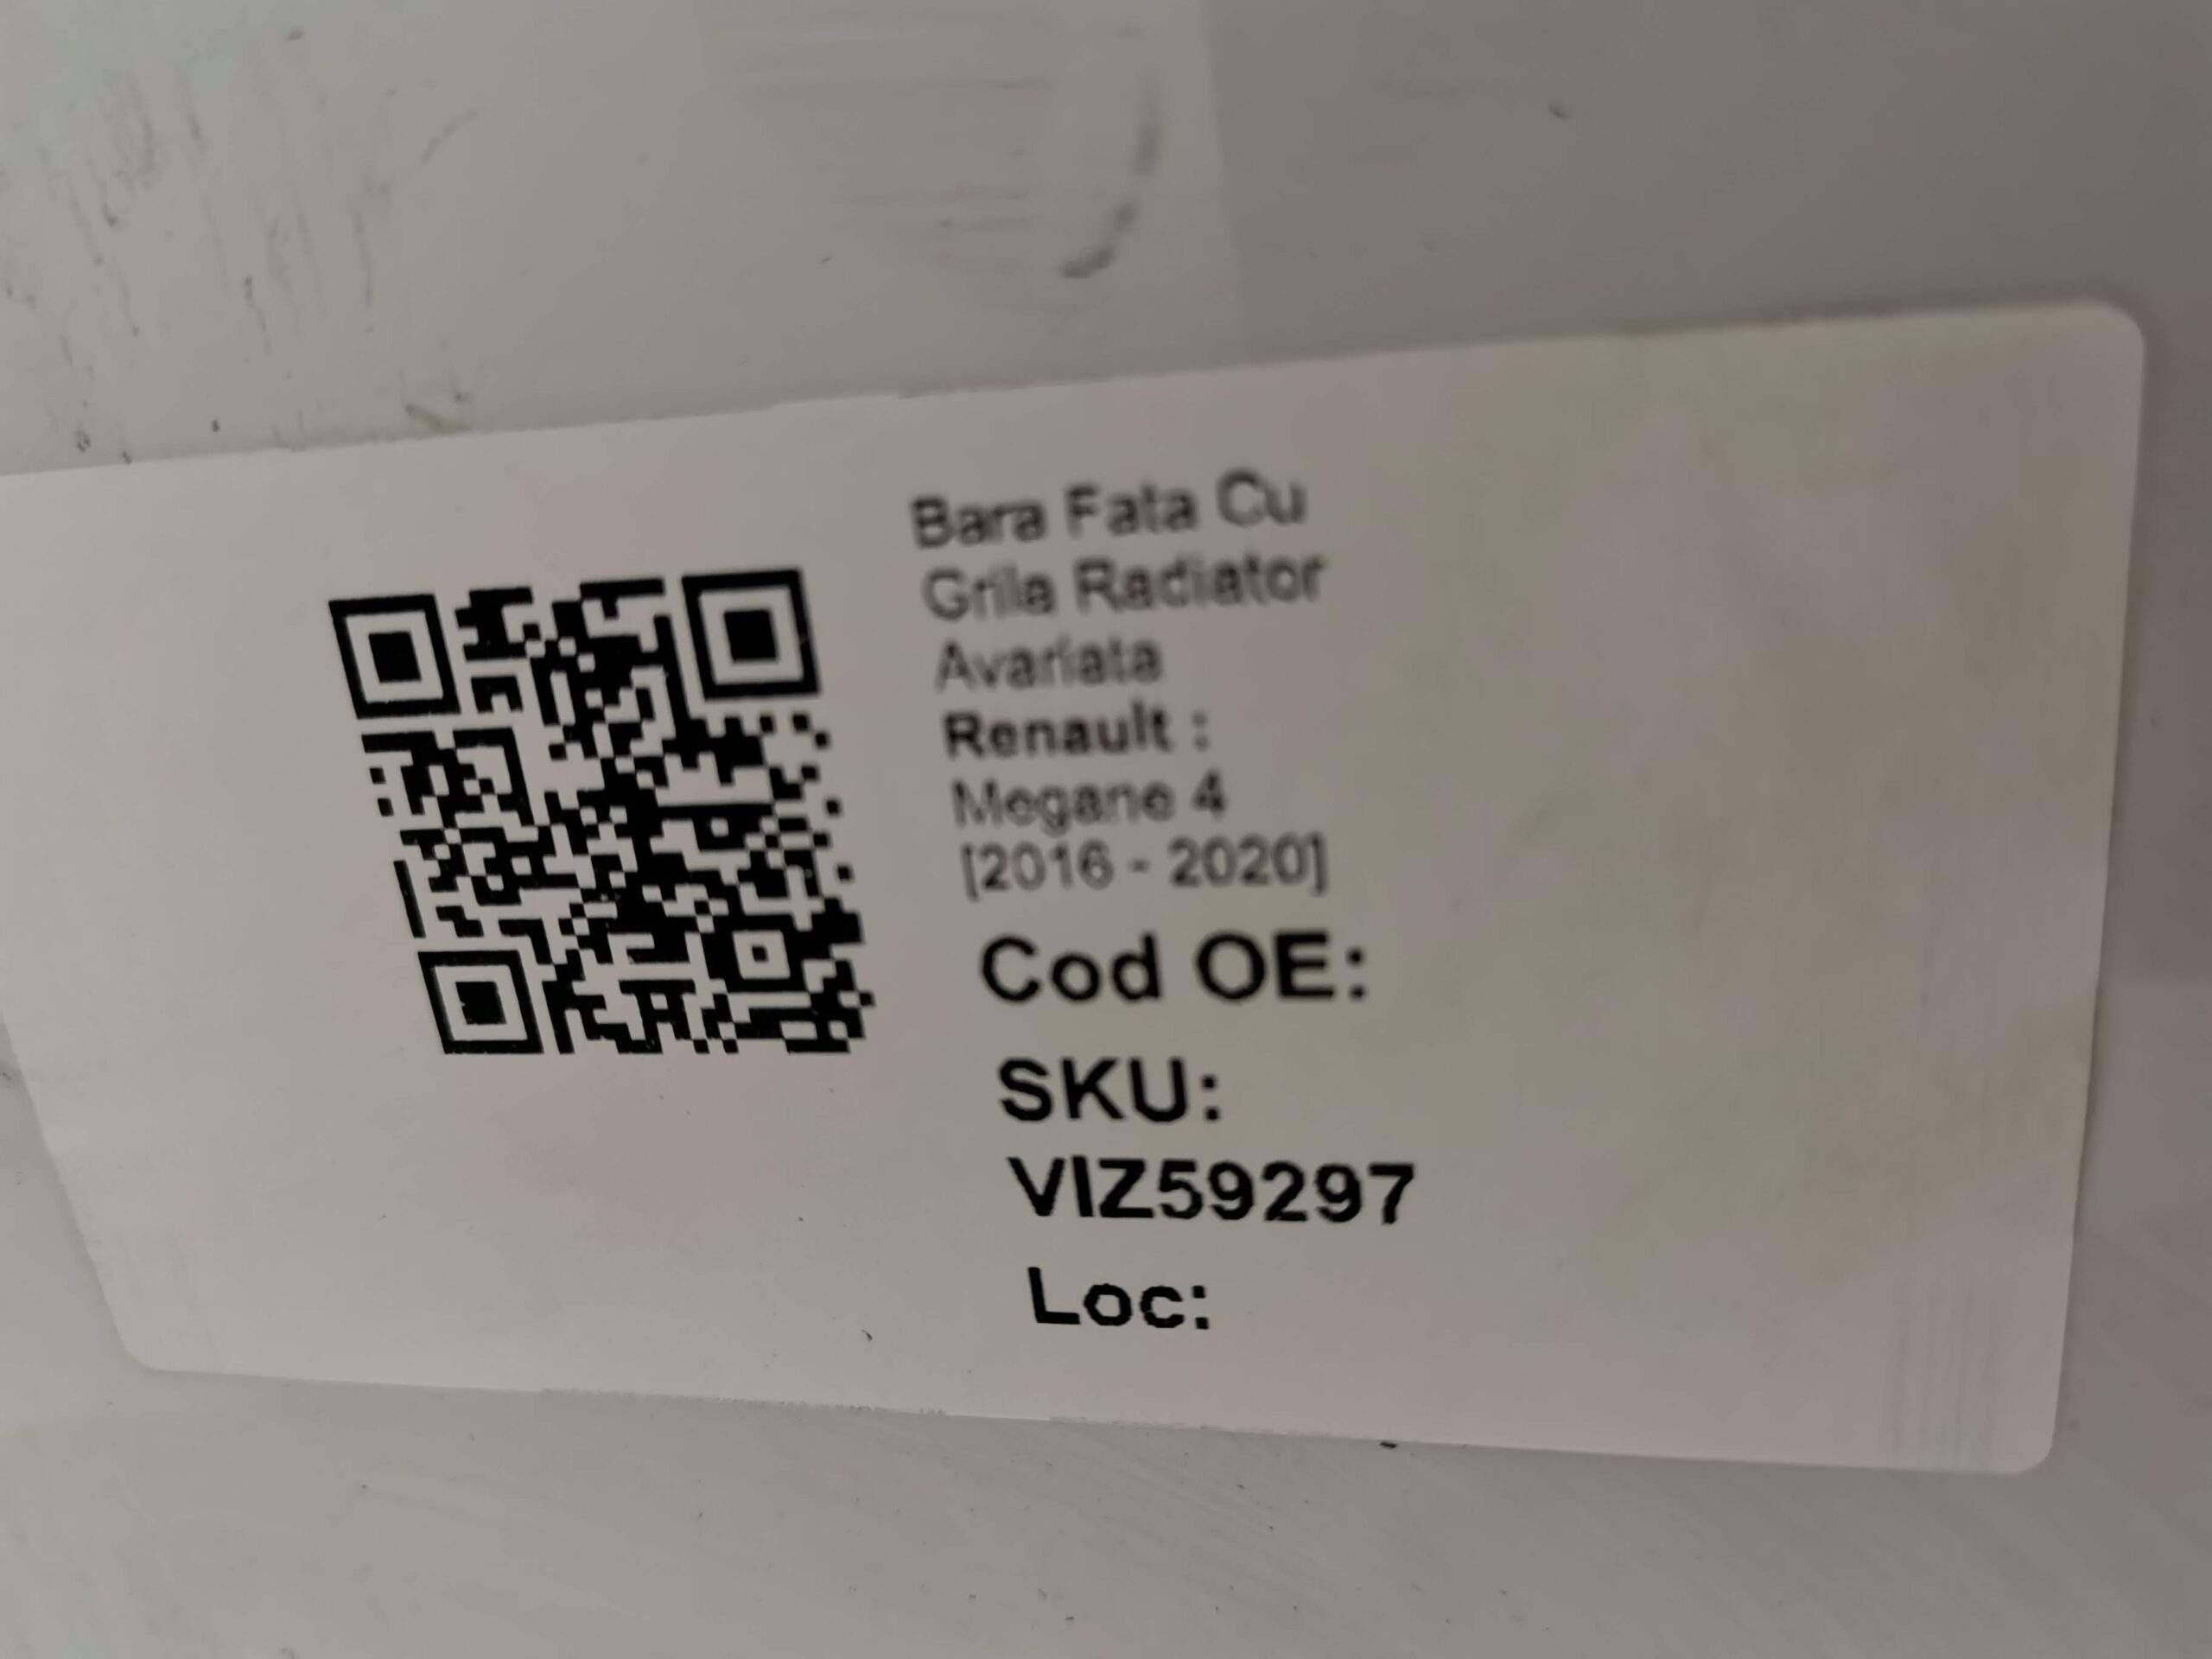 Bara Fata Cu
Grila Radiator
Avariata
Renault :
Megane 4
[2016 - 2020]
Cod OE:
SKU:
VIZ59297
Loc: